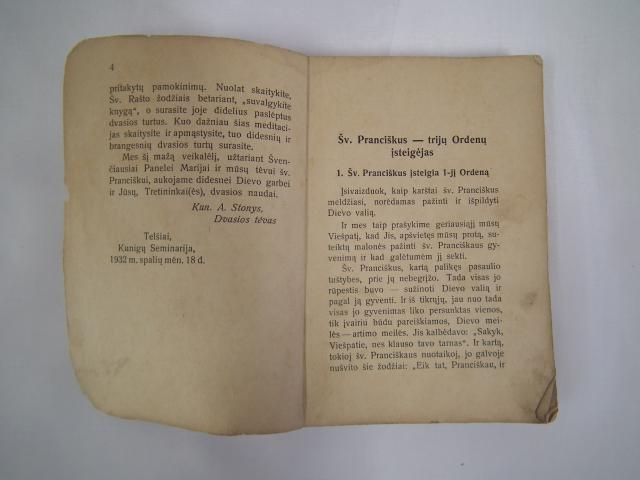 4
pritakytų pamokinimų. Nuolat skaitykite,
Šv. Rašto žodžiais betariant, „suvalgykite
knygą“, o surasite joje didelius paslėptus
dvasios turtus. Kuo dažniau šias meditaci-
jas skaitysite ir apmąstysite, tuo didesnių ir
brangesnių dvasios turtų surasite.
Mes šį mažą veikalėlį, užtariant Šven-
čiausiai Panelei Marijai ir mūsų tėvui šv.
Pranciškui, aukojame didesnei Dievo garbei
ir Jūsų, Tretininkai(ės), dvasios naudai.
Kun. A. Stonys,
Dvasios tėvas
Telšiai,
Kunigų Seminarija,
1932 m. spalių mėn. 18 d.
Šv. Pranciškus — trijų Ordenų
įsteigėjas
1. Šv. Pranciškus įsteigia I-jį Ordeną
Įsivaizduok, kaip karštai šv. Pranciškus
meldžiasi, norėdamas pažinti ir išpildyti
Dievo valią.
Ir mes taip prašykime geriausiąjį mūsų
Viešpatį, kad Jis, apšvietęs mūsų protą, su-
teiktų malonės pažinti šv. Pranciškaus gy-
venimą ir kad galėtumėm jį sekti.
Šv. Pranciškus, kartą palikęs pasaulio
tuštybes, prie jų nebegrįžo. Tada visas jo
rūpestis buvo — sužinoti Dievo valią ir
pagal ją gyventi. Ir iš tikrųjų, jau nuo tada
visas jo gyvenimas liko persunktas vienos,
tik įvairiu būdu pareiškiamos, Dievo mei-
lės — artimo meilės. Jis kalbėdavo: „Sakyk,
Viešpatie, nes klauso tavo tarnas“. Ir kartą,
tokioj šv. Pranciškaus nuotaikoj, jo galvoje
nušvito šie žodžiai: „Eik tat, Pranciškau, ir